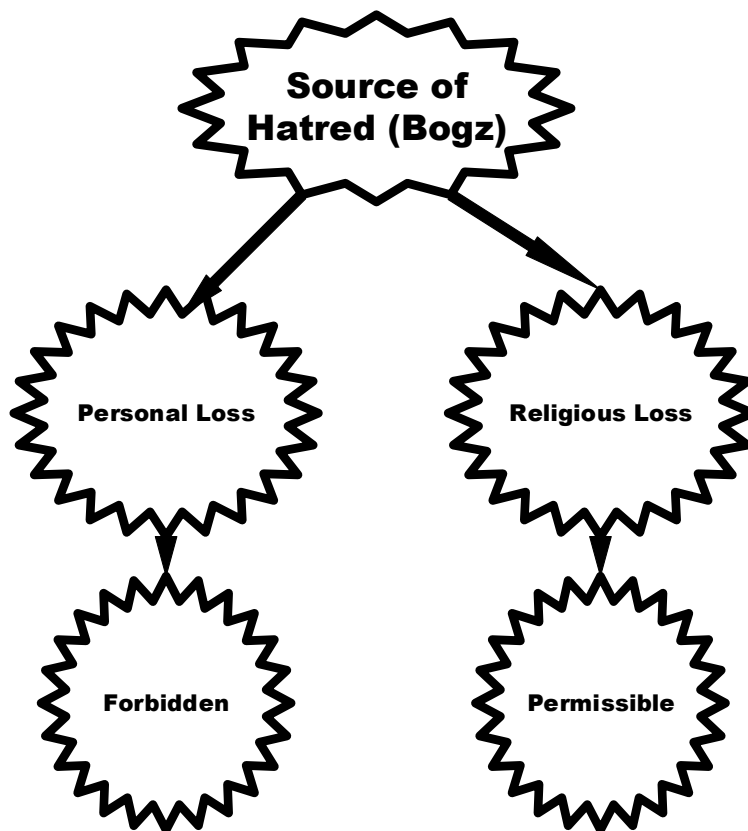 Source of
Hatred (Bogz)
Personal Loss
Religious Loss
Forbidden
Permissible